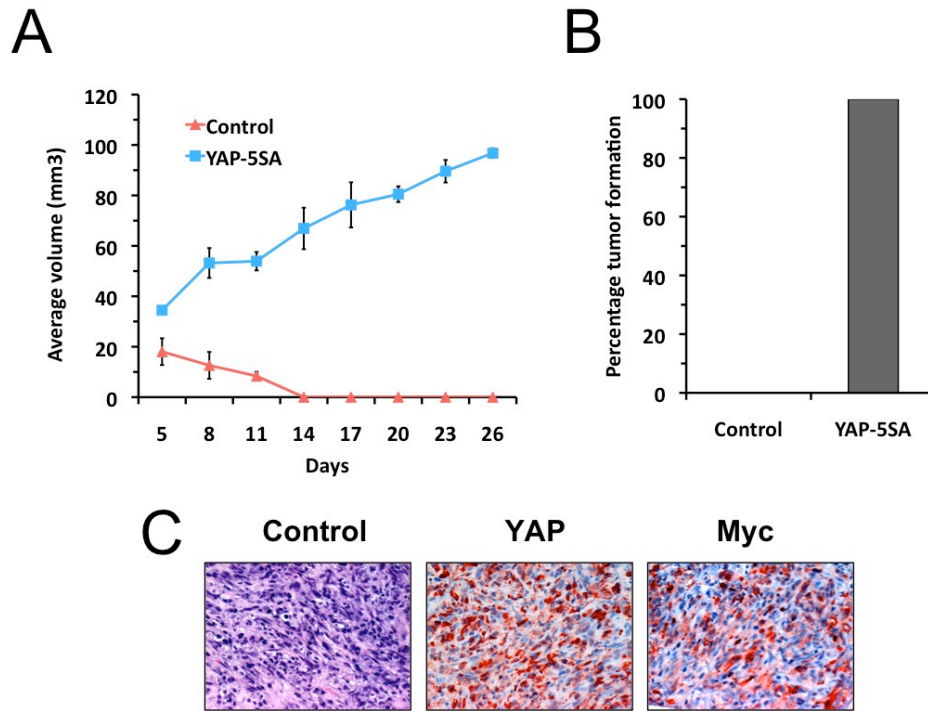 A
Average volume (mm3)
120
100
80
60
40
20
0
Control
YAP-5SA
5 8 11 14 17 20 23 26
Days
B
Percentage tumor formation
100
80
60
40
20
0
Control YAP-5SA
C
Control YAP Myc